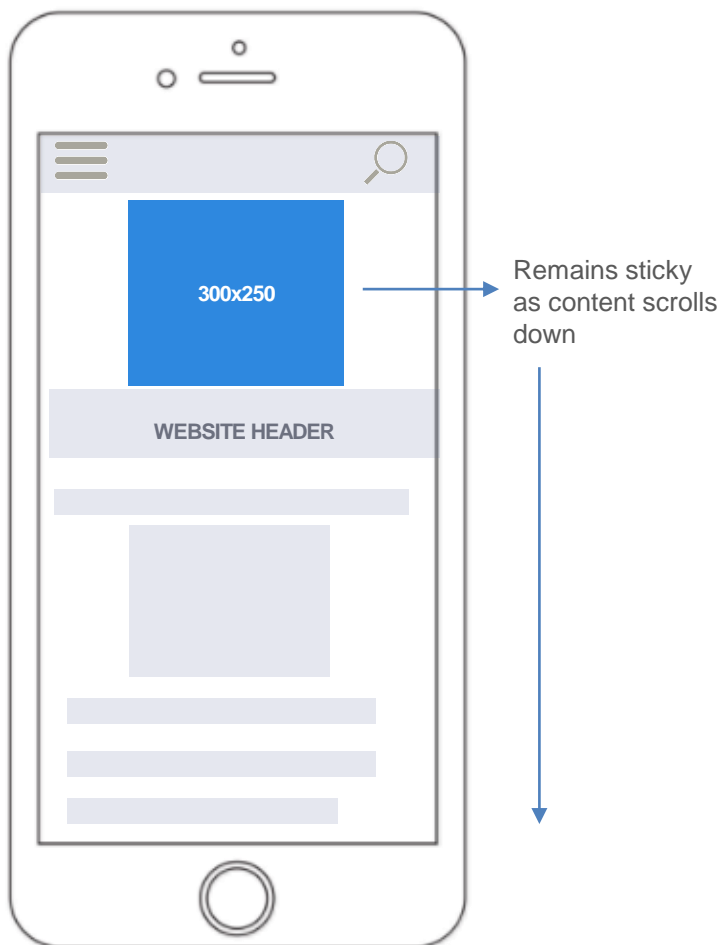 300x250
Remains sticky
as content scrolls
down
WEBSITE HEADER